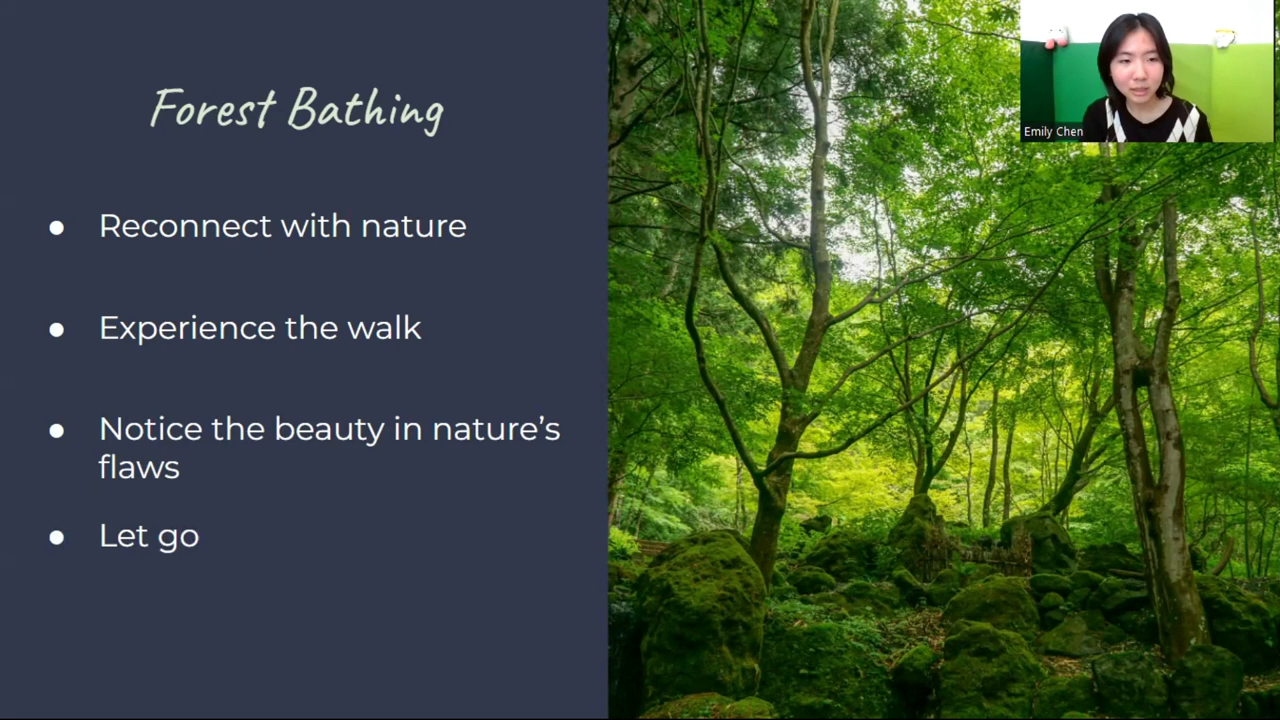 Forest Bathing
● Reconnect with nature
● Experience the walk
● Notice the beauty in nature’s
flaws
● Let go
Emily Chen